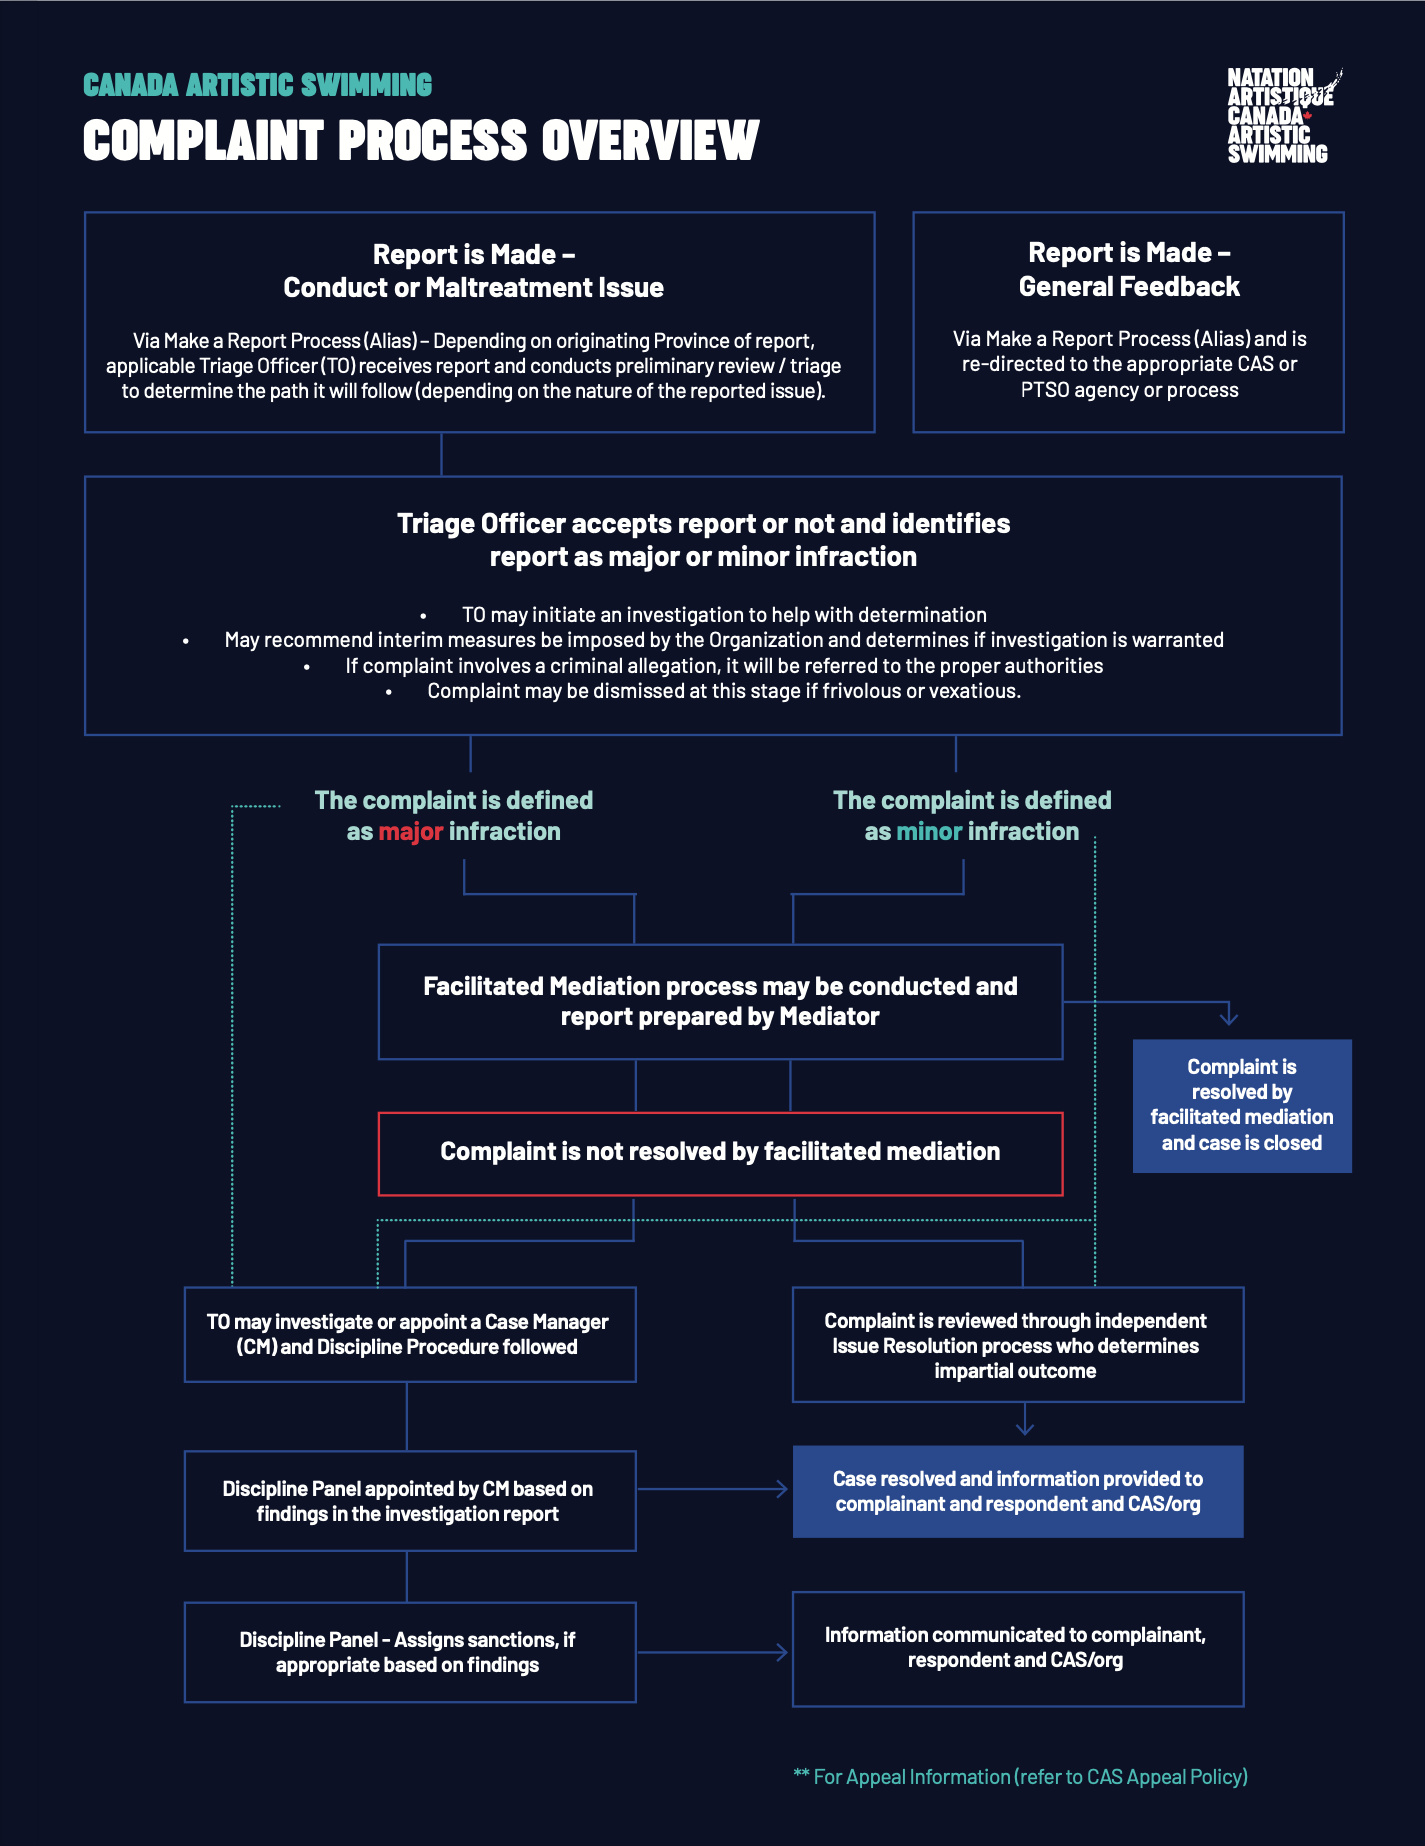 CANADA ARTISTIC SWIMMING
COMPLAINT PROCESS OVERVIEW
NATATION
ARTISTIQUE
CANADA
ARTISTIC
SWIMMING
Report is Made –
Conduct or Maltreatment Issue
Via Make a Report Process (Alias) – Depending on originating Province of report,
applicable Triage Officer (TO) receives report and conducts preliminary review / triage
to determine the path it will follow (depending on the nature of the reported issue).
Report is Made –
General Feedback
Via Make a Report Process (Alias) and is
re-directed to the appropriate CAS or
PTSO agency or process
Triage Officer accepts report or not and identifies
report as major or minor infraction
• TO may initiate an investigation to help with determination
• May recommend interim measures be imposed by the Organization and determines if investigation is warranted
• If complaint involves a criminal allegation, it will be referred to the proper authorities
• Complaint may be dismissed at this stage if frivolous or vexatious.
The complaint is defined
as major infraction
The complaint is defined
as minor infraction
Facilitated Mediation process may be conducted and
report prepared by Mediator
Complaint is
resolved by
facilitated mediation
and case is closed
Complaint is not resolved by facilitated mediation
TO may investigate or appoint a Case Manager
(CM) and Discipline Procedure followed
Complaint is reviewed through independent
Issue Resolution process who determines
impartial outcome
Discipline Panel appointed by CM based on
findings in the investigation report
Case resolved and information provided to
complainant and respondent and CAS/org
Discipline Panel - Assigns sanctions, if
appropriate based on findings
Information communicated to complainant,
respondent and CAS/org
** For Appeal Information (refer to CAS Appeal Policy)